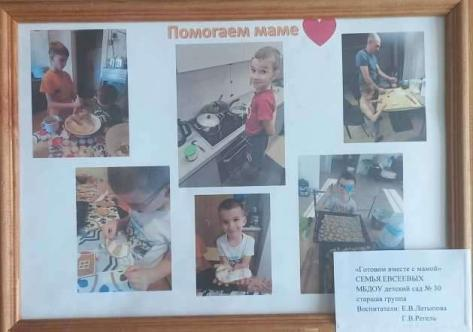 Помогаем маме
«Готовим вместе с мамой»
СЕМЬЯ ЕВСЕЕВЫХ
МБДОУ детский сад № 30
старшая группа
Воспитатели: Е.В.Латыпова
Г.В.Регель